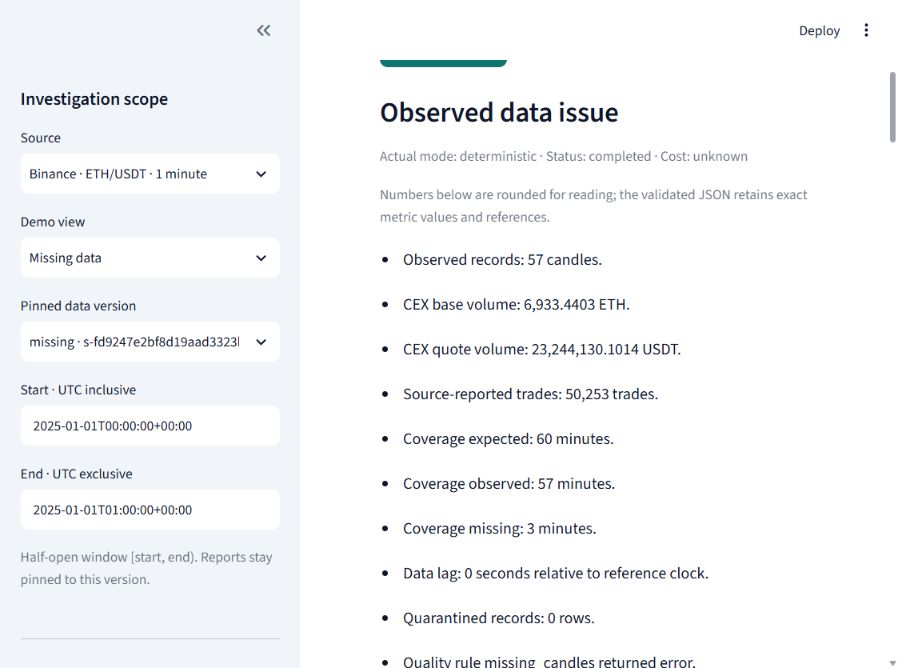 Deploy
Investigation scope
Source
Binance · ETH/USDT · 1 minute
Demo view
Missing data
Pinned data version
missing · s-fd9247e2bf8d19aad3323
Start · UTC inclusive
2025-01-01T00:00:00+00:00
End · UTC exclusive
2025-01-01T01:00:00+00:00
Half-open window [start, end). Reports stay
pinned to this version.
Observed data issue
Actual mode: deterministic · Status: completed · Cost: unknown
Numbers below are rounded for reading; the validated JSON retains exact
metric values and references.
Observed records: 57 candles.
CEX base volume: 6,933.4403 ETH.
CEX quote volume: 23,244,130.1014 USDT.
Source-reported trades: 50,253 trades.
Coverage expected: 60 minutes.
Coverage observed: 57 minutes.
Coverage missing: 3 minutes.
Data lag: 0 seconds relative to reference clock.
Quarantined records: 0 rows.
Quality rule missing_candles returned error.